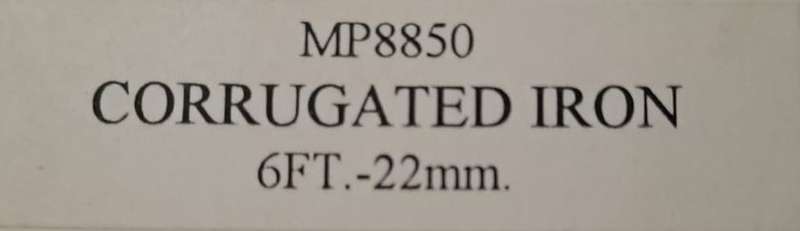 MP8850
CORRUGATED IRON
6FT.-22mm.